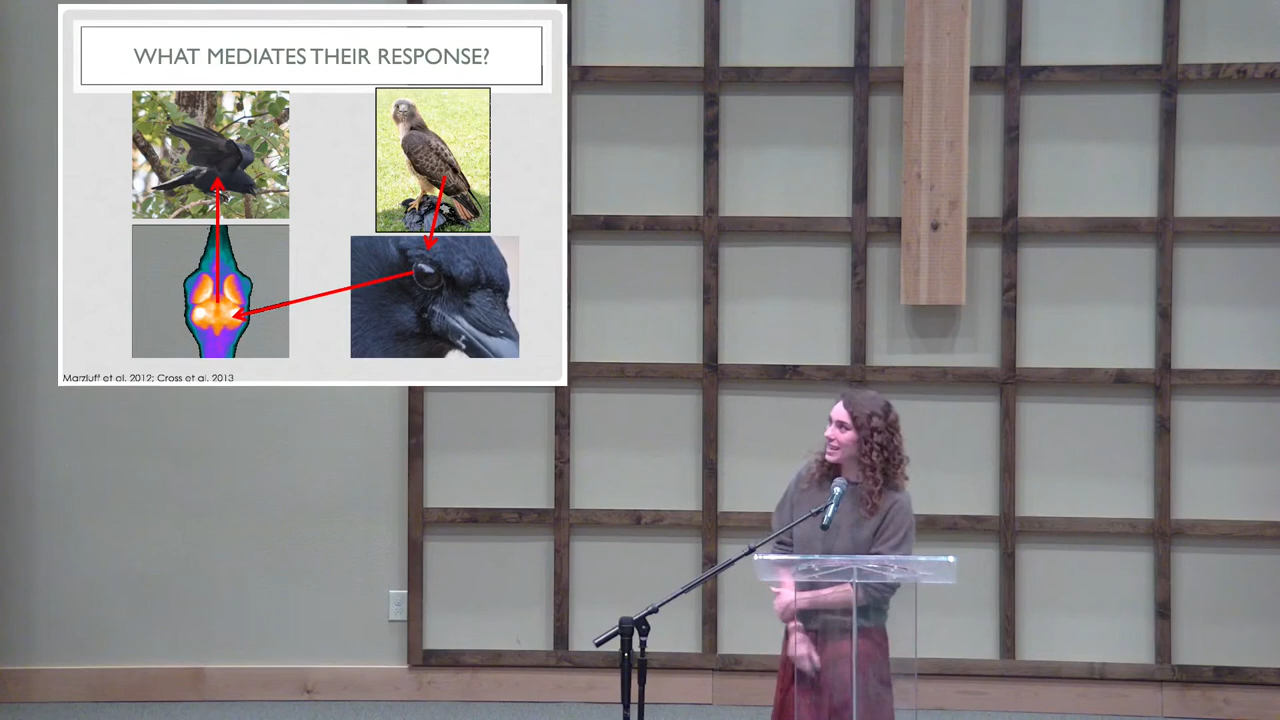 WHAT MEDIATES THEIR RESPONSE?
Marzluff et al. 2012; Cross et al. 2013